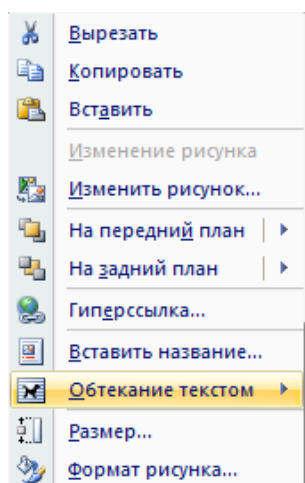 Вырезать
Копировать
Вставить
Изменение рисунка
Изменить рисунок...
На передний план
На задний план
Гиперссылка...
Вставить название...
Обтекание текстом
Размер...
Формат рисунка...